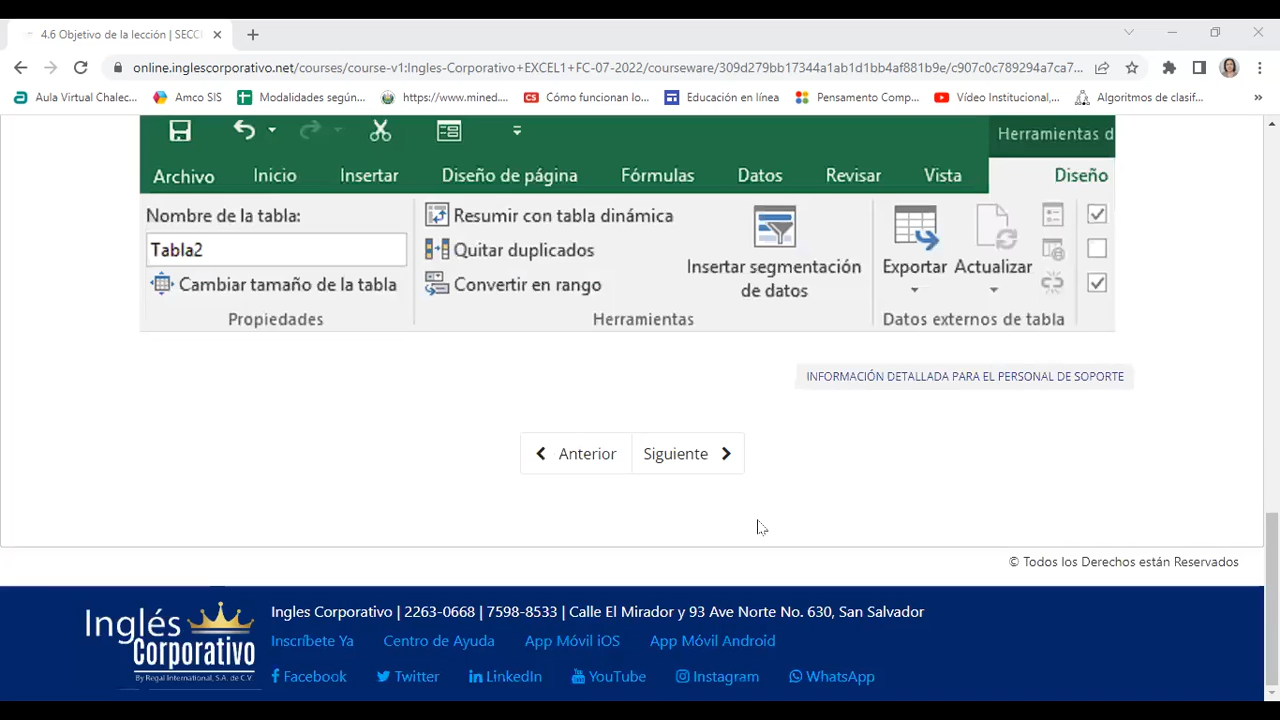 4.6 Objetivo de la lección | SECCI
online.inglescorporativo.net/courses/course-v1:Ingles-Corporativo+EXCEL1+FC-07-2022/courseware/309d279bb17344a1ab1d1bb4af881b9e/c907c0c789294a7ca7...
Aula Virtual Chalec... Amco SIS Modalidades según... https://www.mined.... Cómo funcionan lo... Educación en línea Pensamento Comp... Vídeo Institucional,... Algoritmos de clasif... »
Herramientas d
Archivo Inicio Insertar Diseño de página Fórmulas Datos Revisar Vista Diseño
Nombre de la tabla:
Tabla2
Cambiar tamaño de la tabla
Propiedades
Resumir con tabla dinámica
Quitar duplicados
Convertir en rango
Insertar segmentación
de datos
Herramientas
Exportar Actualizar
Datos externos de tabla
INFORMACIÓN DETALLADA PARA EL PERSONAL DE SOPORTE
Anterior Siguiente
© Todos los Derechos están Reservados
Inglés
Corporativo
By Regal International, S.A. de C.V.
Ingles Corporativo | 2263-0668 | 7598-8533 | Calle El Mirador y 93 Ave Norte No. 630, San Salvador
Inscríbete Ya Centro de Ayuda App Móvil iOS App Móvil Android
Facebook Twitter LinkedIn YouTube Instagram WhatsApp